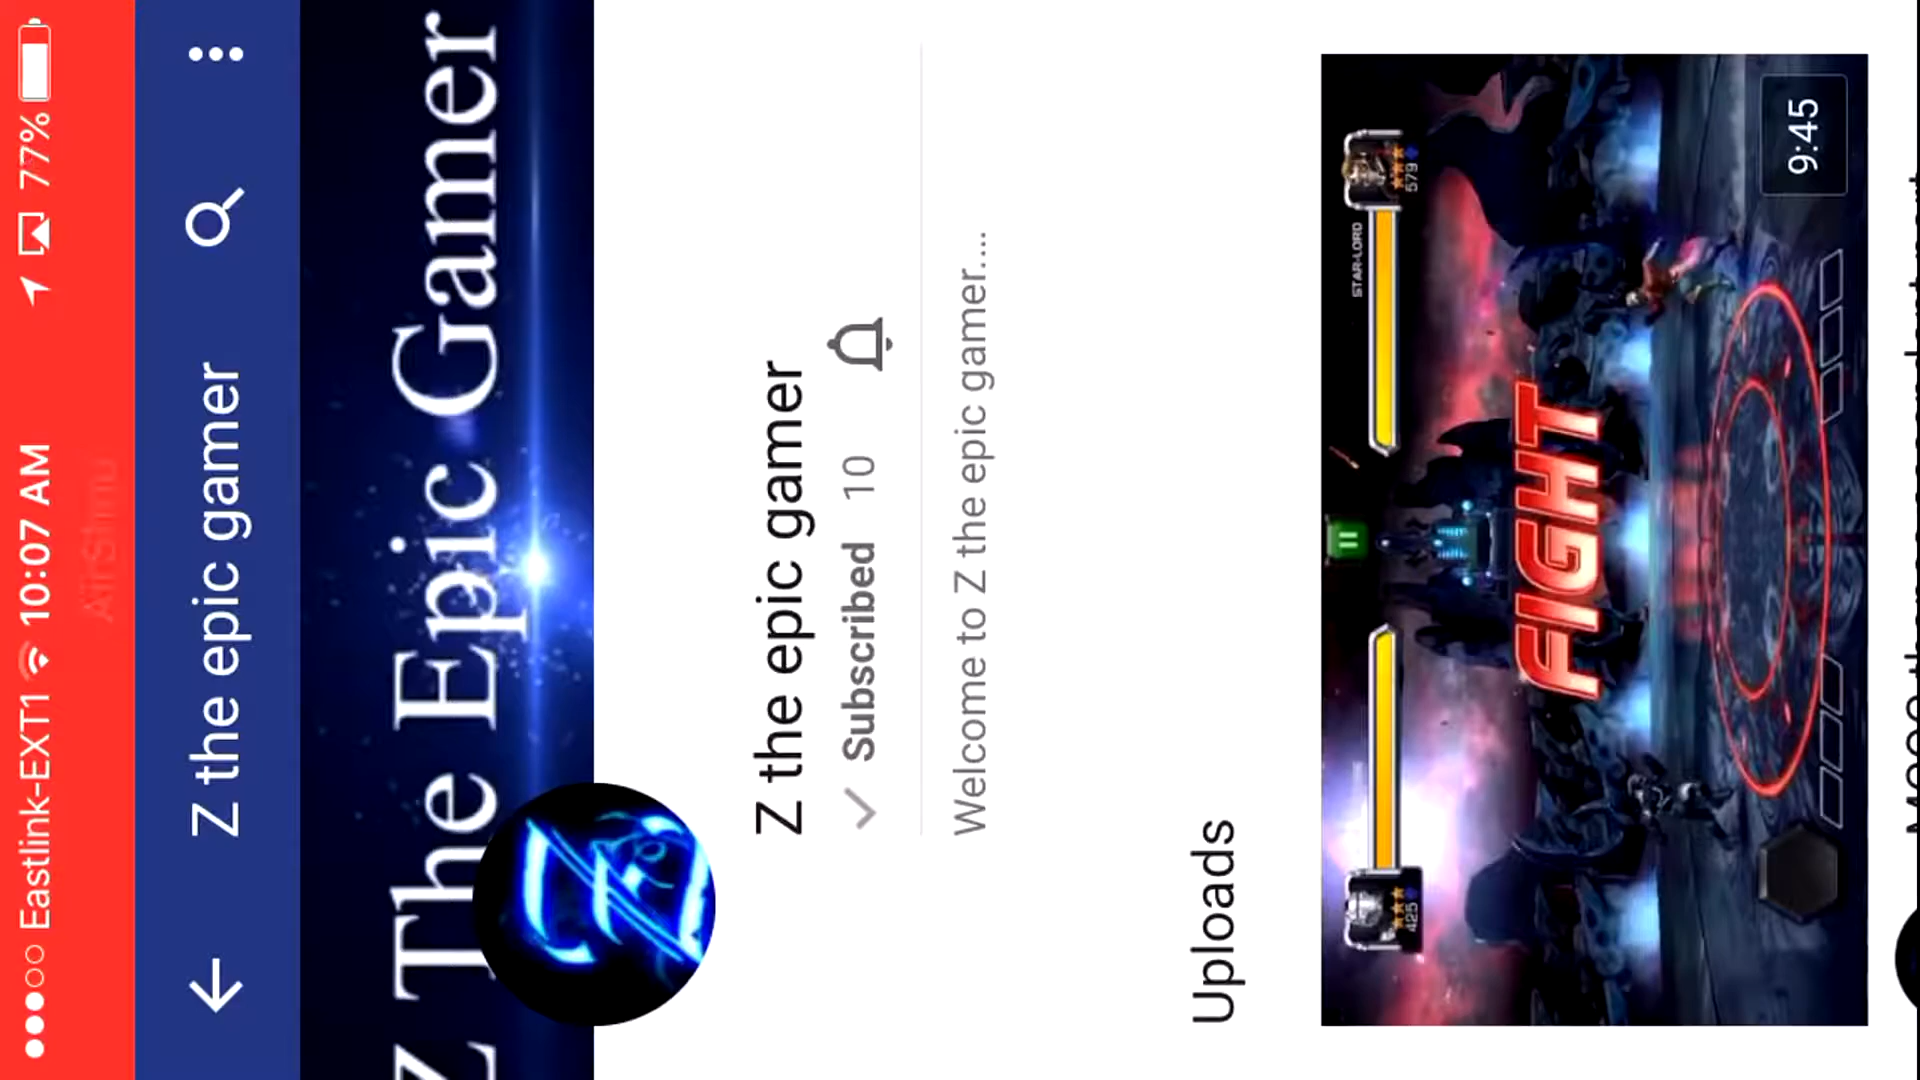 Eastlink-EXT1 10:07 AM 77%
AirShou
Z the epic gamer
Z The Epic Gamer
Z the epic gamer
Subscribed 10
Welcome to Z the epic gamer...
Uploads
STAR-LORD
425
579
FIGHT
9:45